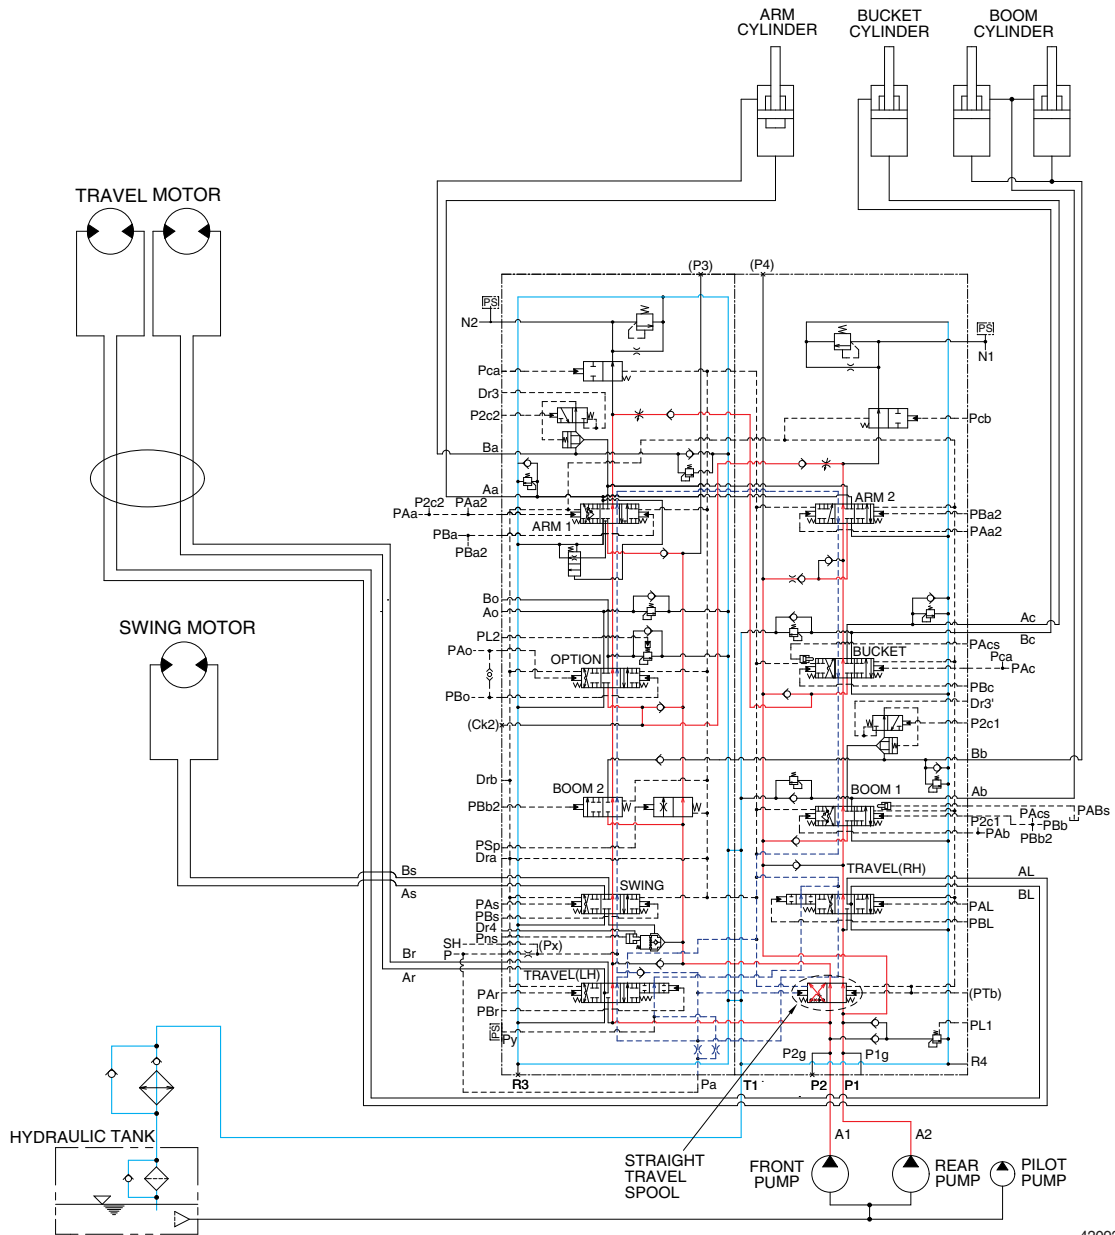 ARM
CYLINDER
BUCKET
CYLINDER
BOOM
CYLINDER
TRAVEL MOTOR
(P3)
(P4)
PS
N2
PS
N1
Pca
Dr3
P2c2
Pcb
Ba
Aa
P2c2
PAa2
PAa
ARM 1
ARM 2
PBa2
PAa2
PBa
PBa2
Bo
Ao
PL2
PAo
OPTION
PBo
(Ck2)
Ac
Bc
PAcs
Pca
PAc
BUCKET
PBc
Dr3'
P2c1
SWING MOTOR
Bb
Ab
Drb
BOOM 2
PBb2
BOOM 1
PABs
P2c1
PAcs
PBb
PAb
PBb2
PSp
Dra
TRAVEL(RH)
AL
BL
Bs
As
SWING
PAs
PBs
Dr4
Pns
PAL
PBL
SH
P
(Px)
Br
Ar
TRAVEL(LH)
PAr
PBr
(PTb)
PS
Py
PL1
P2g
P1g
R4
R3
Pa
T1
P2
P1
HYDRAULIC TANK
A1
A2
STRAIGHT
TRAVEL
SPOOL
FRONT
PUMP
REAR
PUMP
PILOT
PUMP